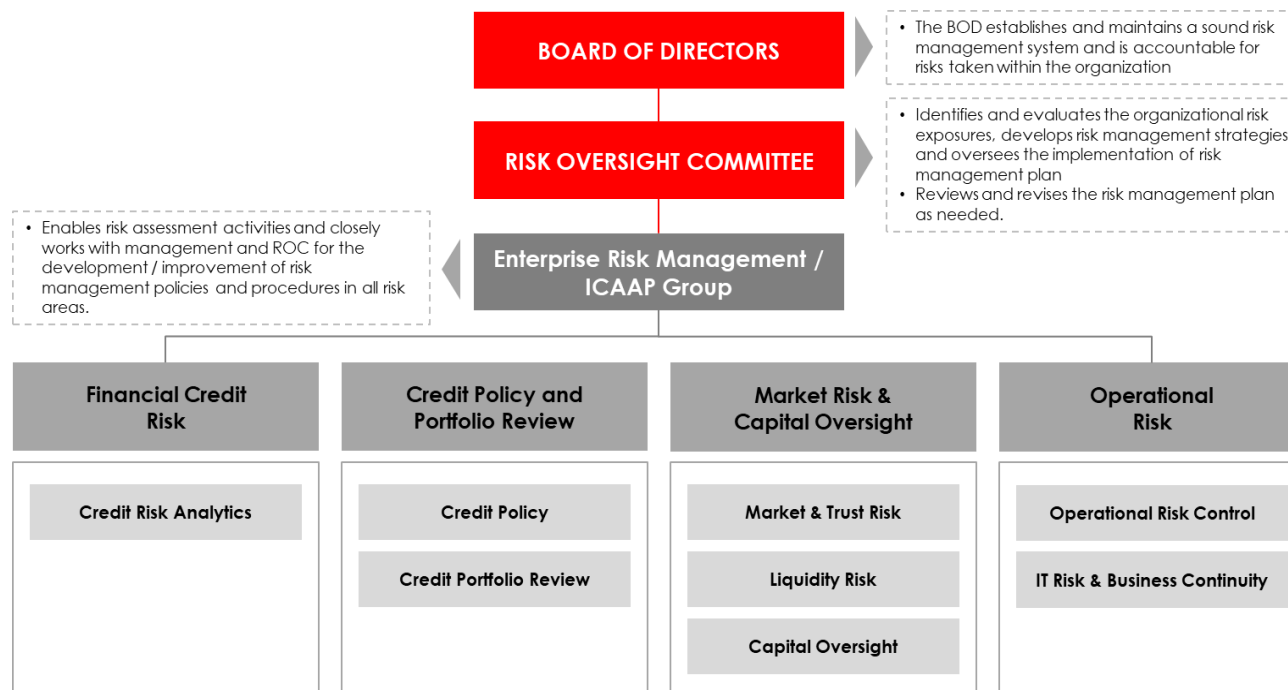 BOARD OF DIRECTORS
• The BOD establishes and maintains a sound risk
management system and is accountable for
risks taken within the organization
RISK OVERSIGHT COMMITTEE
• Identifies and evaluates the organizational risk
exposures, develops risk management strategies
and oversees the implementation of risk
management plan
• Reviews and revises the risk management plan
as needed.
• Enables risk assessment activities and closely
works with management and ROC for the
development / improvement of risk
management policies and procedures in all risk
areas.
Enterprise Risk Management /
ICAAP Group
Financial Credit
Risk
Credit Risk Analytics
Credit Policy and
Portfolio Review
Credit Policy
Credit Portfolio Review
Market Risk &
Capital Oversight
Market & Trust Risk
Liquidity Risk
Capital Oversight
Operational
Risk
Operational Risk Control
IT Risk & Business Continuity